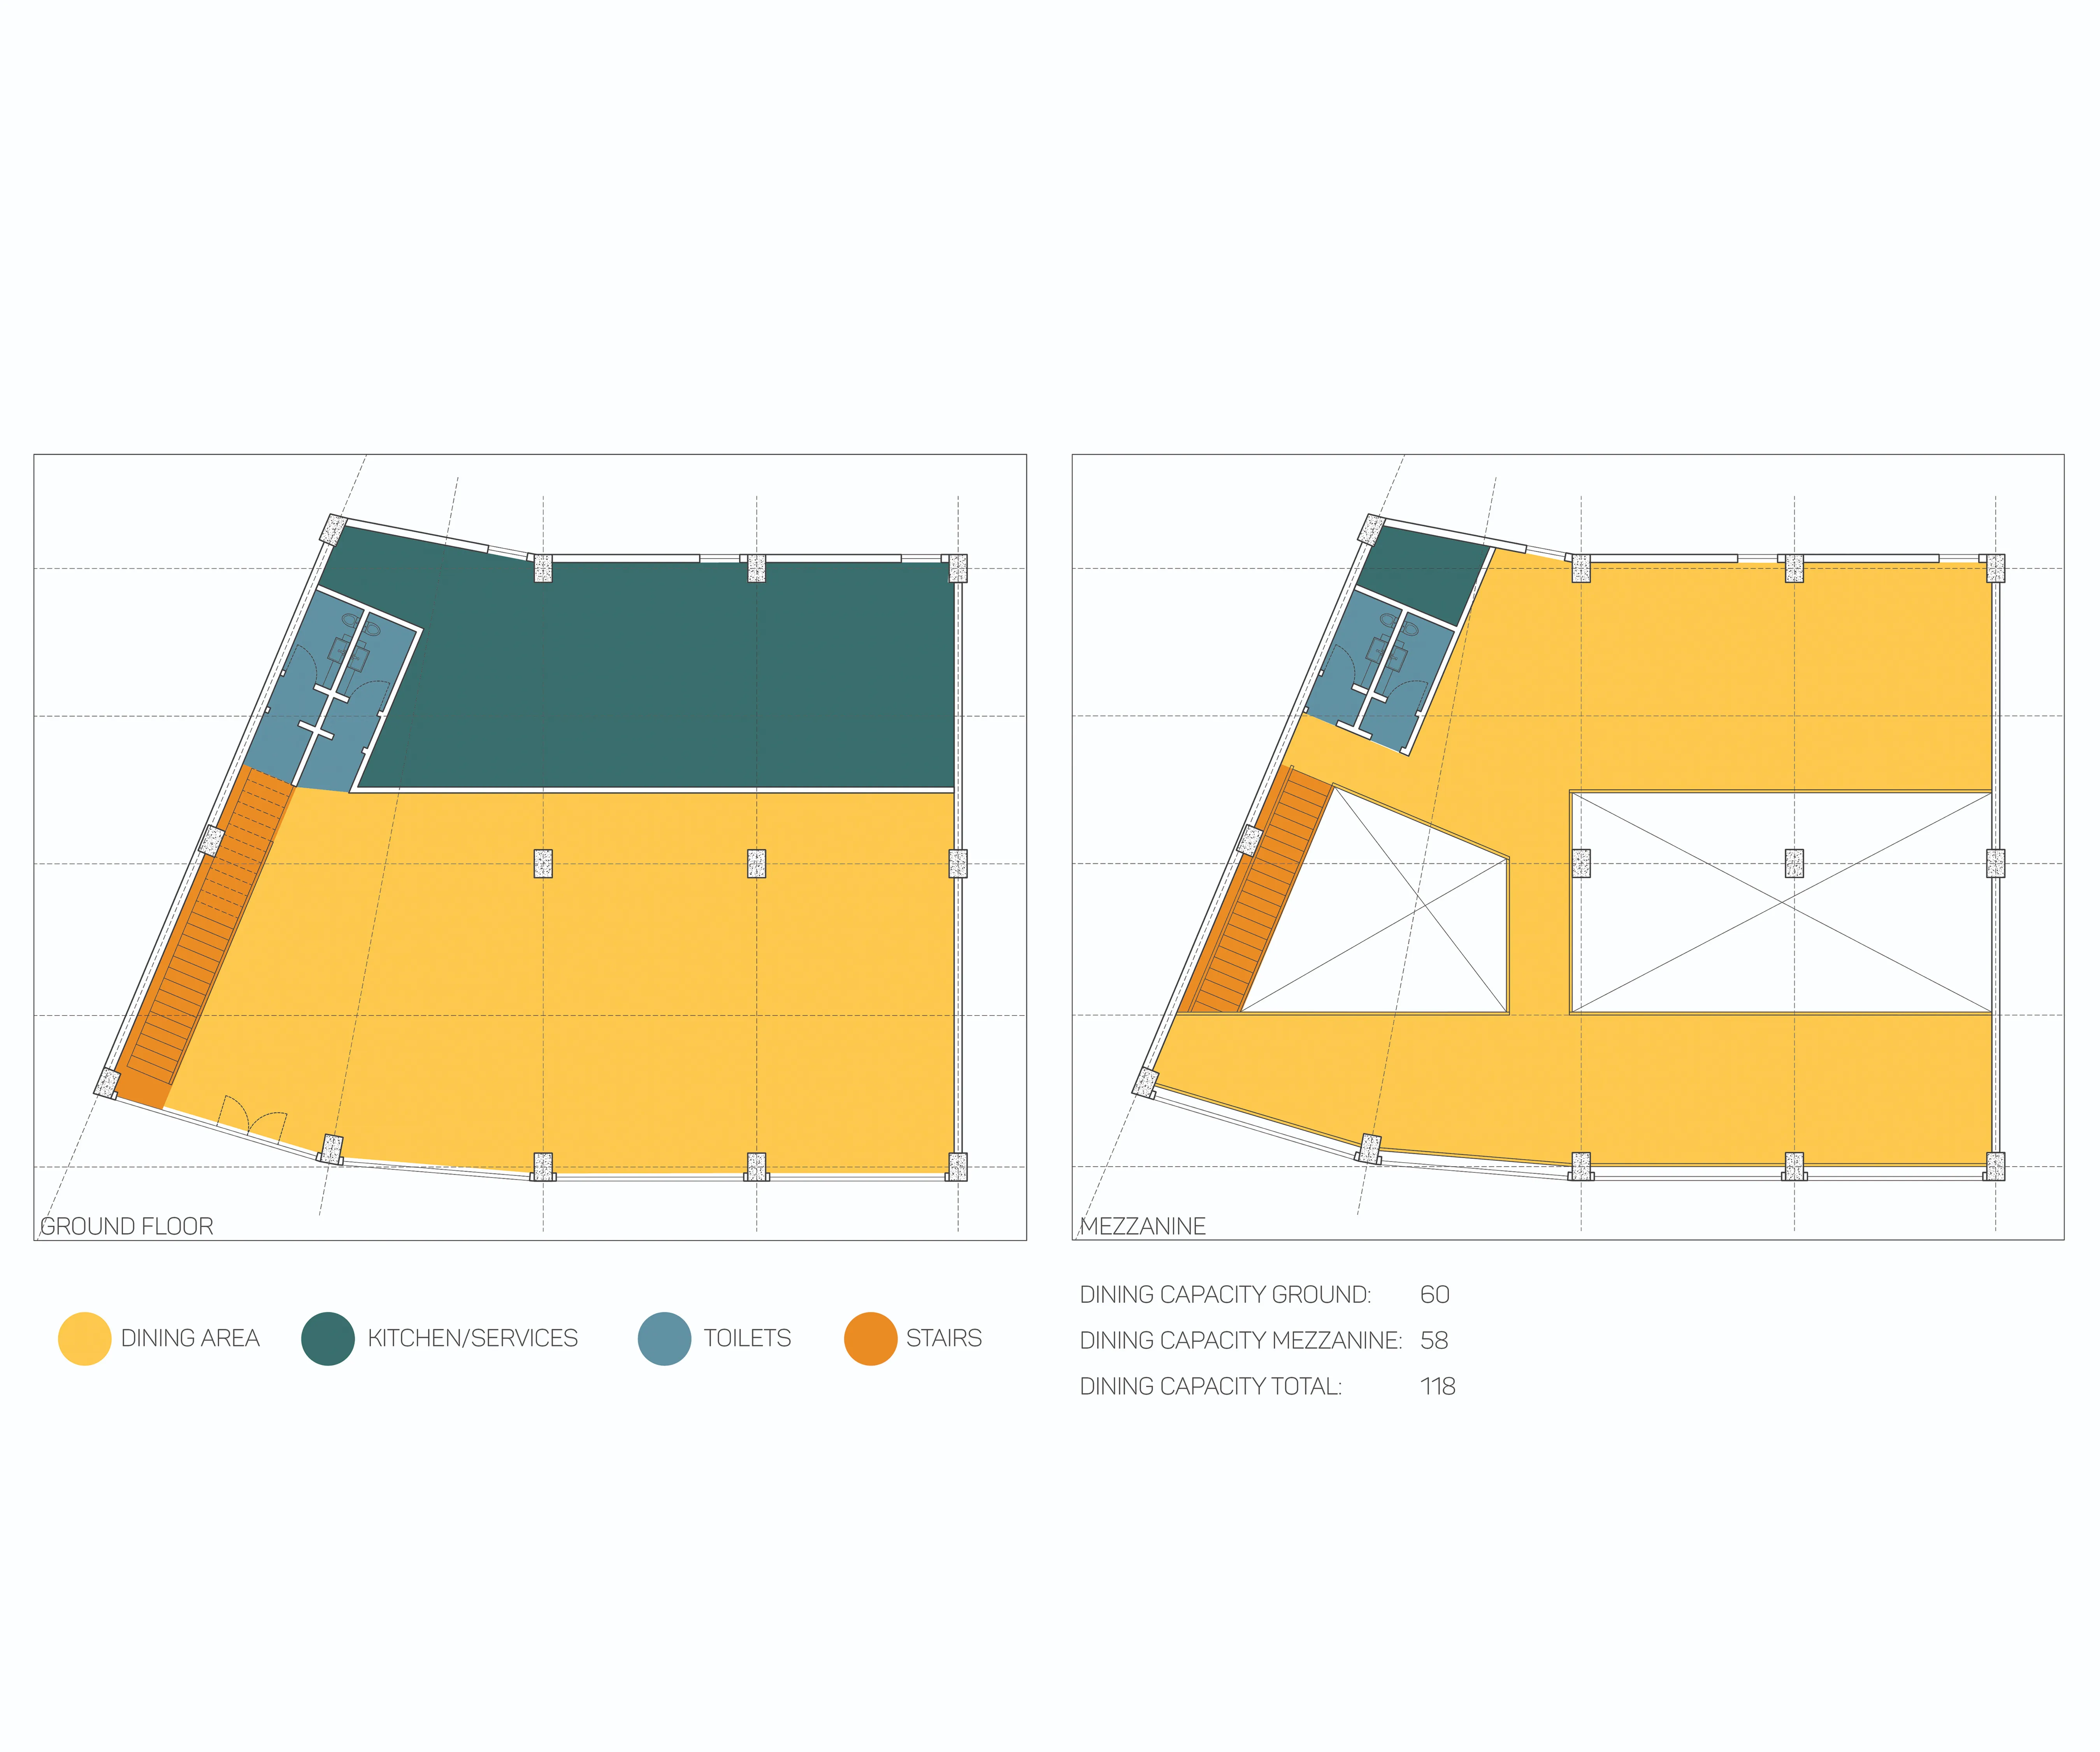 GROUND FLOOR
MEZZANINE
DINING AREA
KITCHEN/SERVICES
TOILETS
STAIRS
DINING CAPACITY GROUND: 60
DINING CAPACITY MEZZANINE: 58
DINING CAPACITY TOTAL: 118